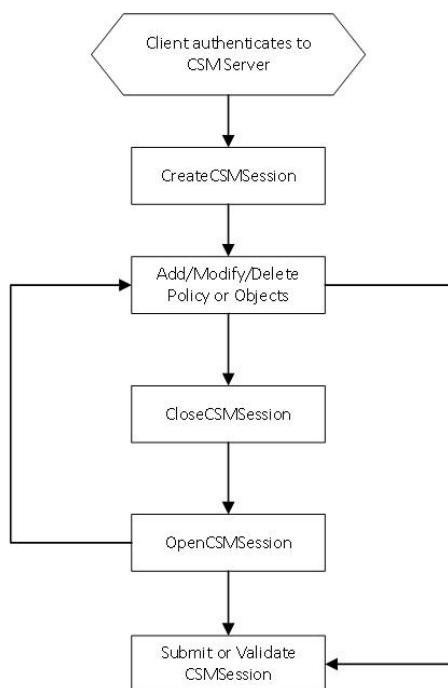 Client authenticates to
CSM Server
CreateCSMSession
Add/Modify/Delete
Policy or Objects
CloseCSMSession
OpenCSMSession
Submit or Validate
CSMSession